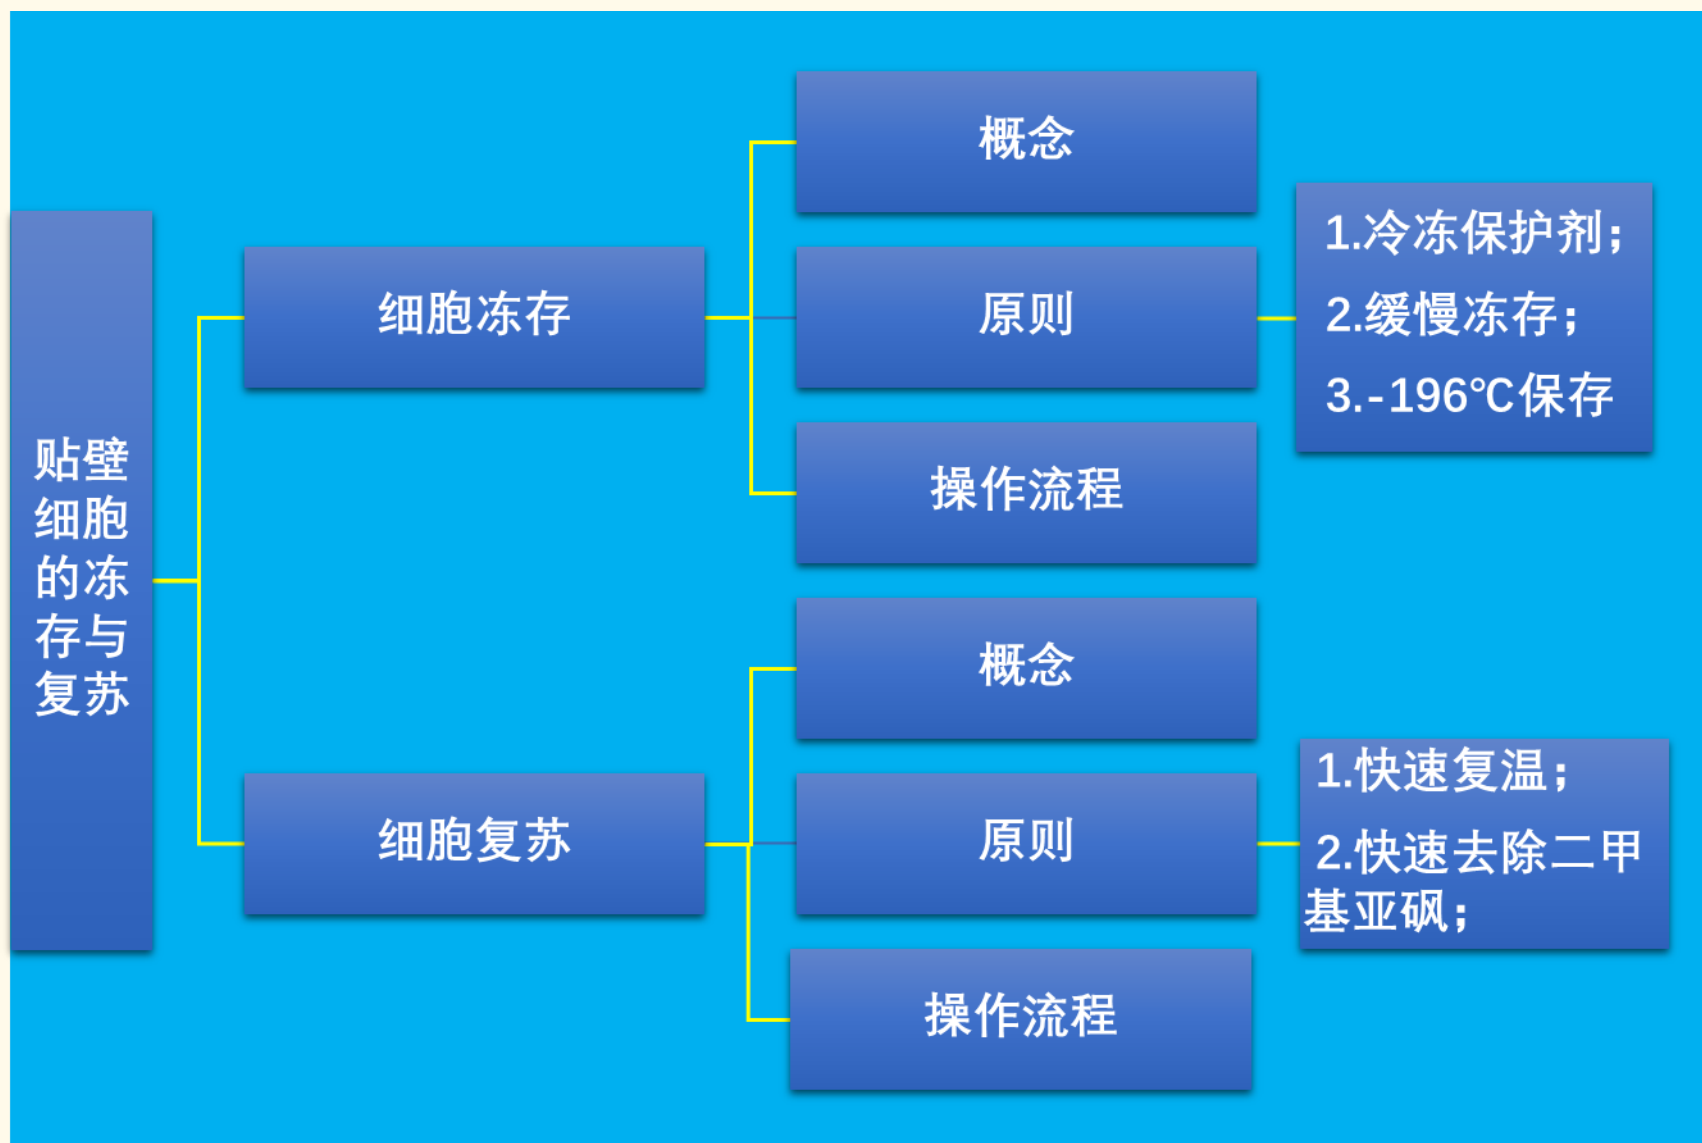 贴壁
细胞
的冻
存与
复苏
细胞冻存
概念
原则
1.冷冻保护剂；
2.缓慢冻存；
3.-196℃保存
操作流程
细胞复苏
概念
原则
1.快速复温；
2.快速去除二甲
基亚砜；
操作流程